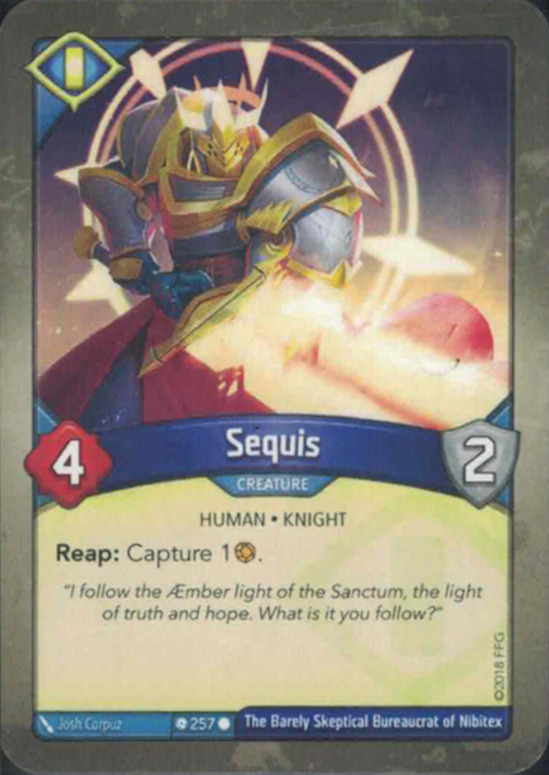 Sequis
4
2
CREATURE
HUMAN • KNIGHT
Reap: Capture 1.
"I follow the Æmber light of the Sanctum, the light
of truth and hope. What is it you follow?"
©2018 FFG
Josh Corpuz
257
The Barely Skeptical Bureaucrat of Nibitex